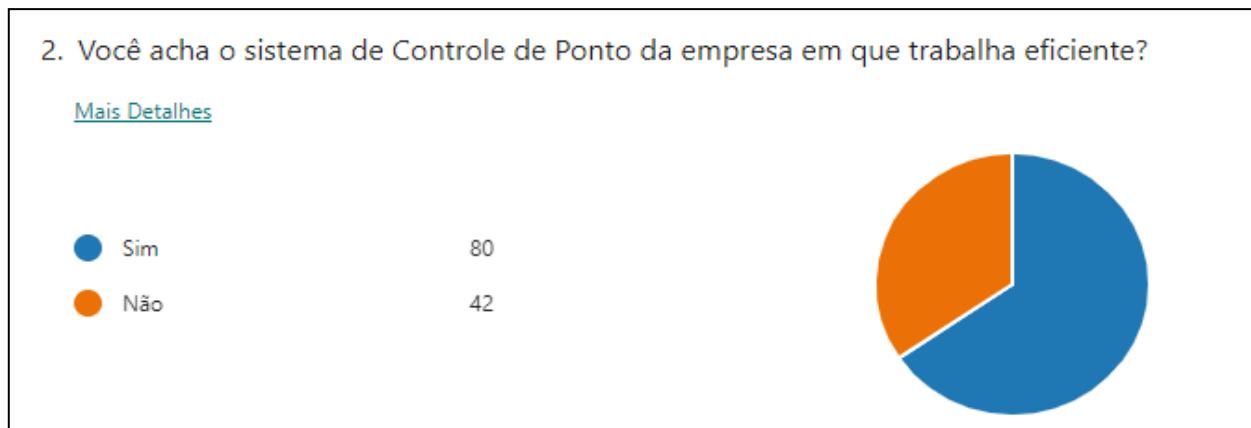 2. Você acha o sistema de Controle de Ponto da empresa em que trabalha eficiente?
Mais Detalhes
Sim 80
Não 42